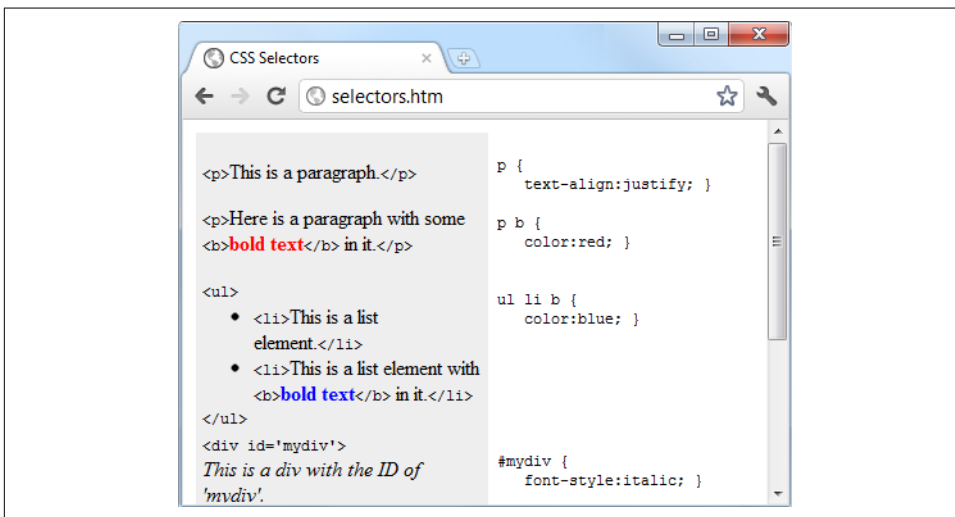 CSS Selectors
selectors.htm
<p>This is a paragraph.</p>
<p>Here is a paragraph with some
<b>bold text</b> in it.</p>
<ul>
<li>This is a list
element.</li>
<li>This is a list element with
<b>bold text</b> in it.</li>
</ul>
<div id='mydiv'>
This is a div with the ID of
'mydiv'.
p {
text-align:justify; }
p b {
color:red; }
ul li b {
color:blue; }
#mydiv {
font-style:italic; }